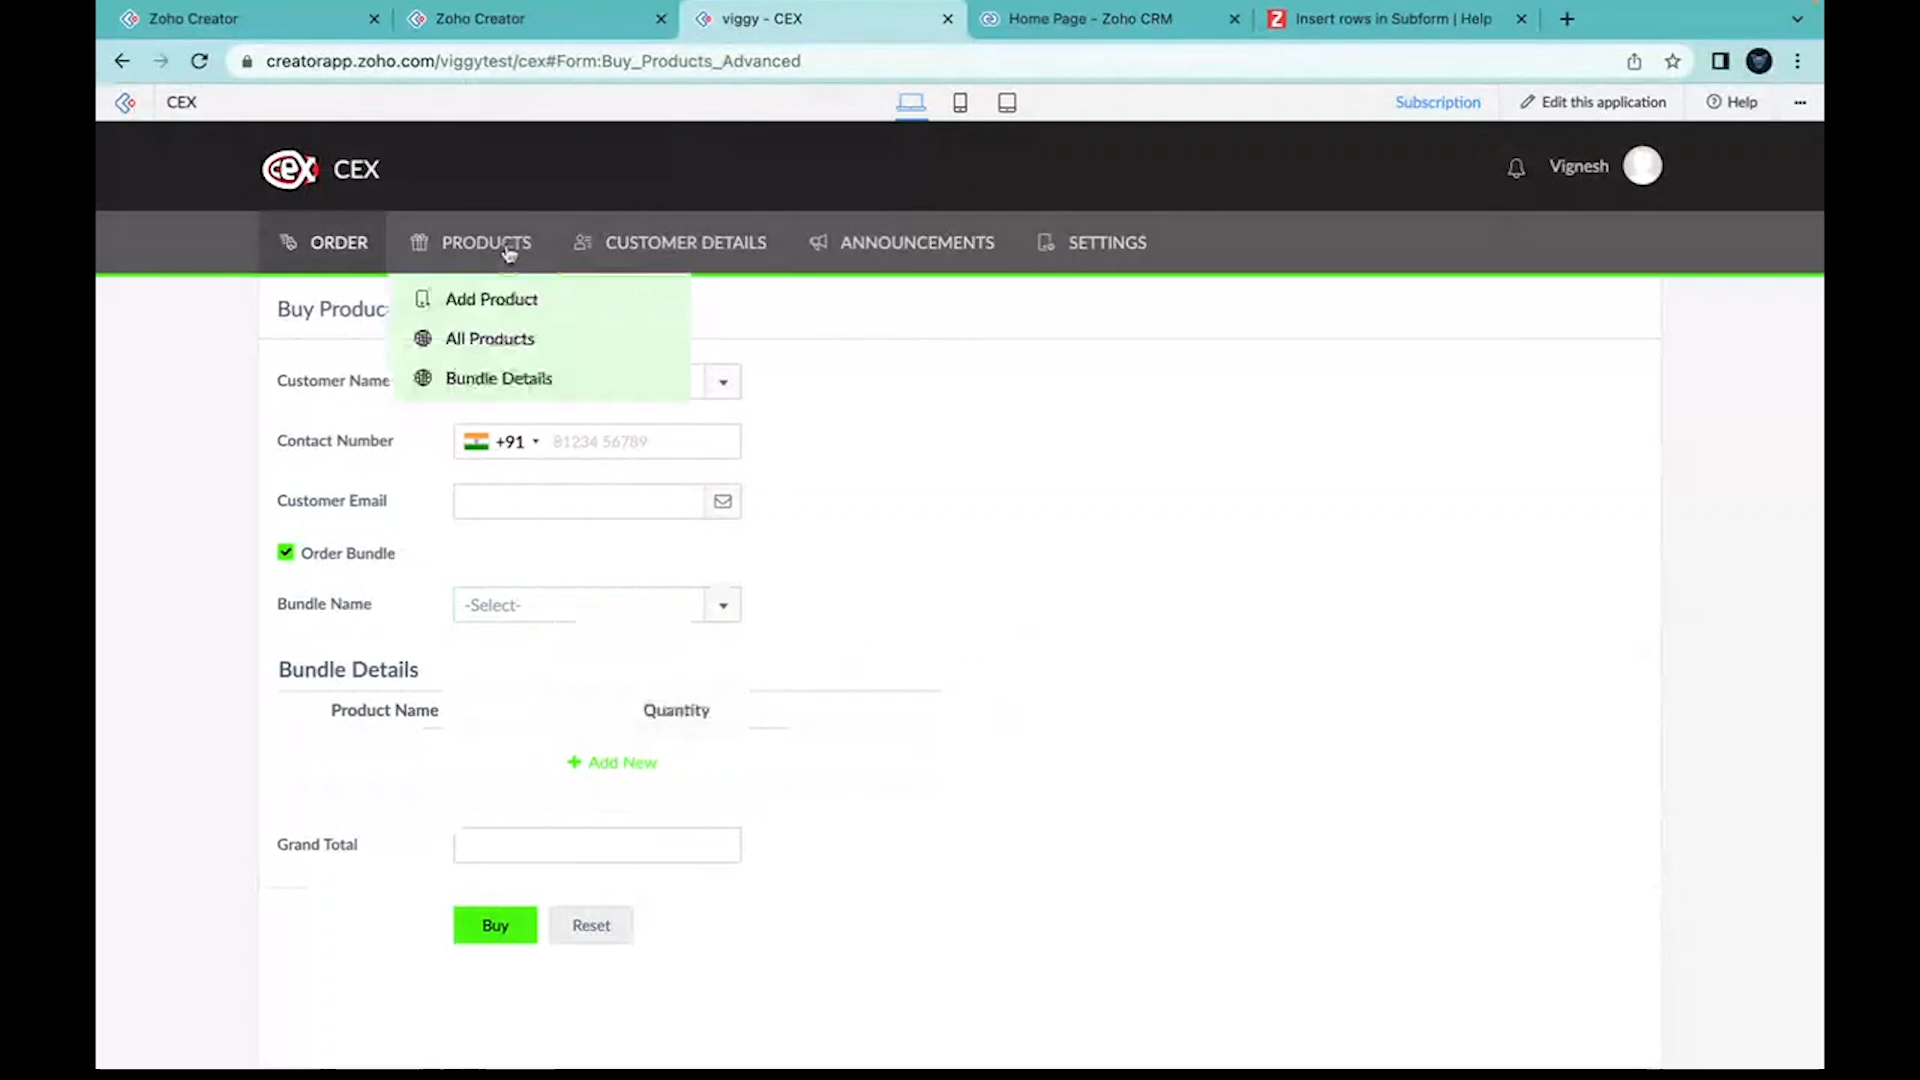 Zoho Creator
Zoho Creator
viggy - CEX
Home Page - Zoho CRM
Z Insert rows in Subform | Help
creatorapp.zoho.com/viggytest/cex#Form:Buy_Products_Advanced
CEX
Subscription
Edit this application
Help
cex CEX
Vignesh
ORDER
PRODUCTS
CUSTOMER DETAILS
ANNOUNCEMENTS
SETTINGS
Add Product
All Products
Bundle Details
Buy Produc
Customer Name
Contact Number
+91
81234 56789
Customer Email
Order Bundle
Bundle Name
-Select-
Bundle Details
Product Name
Quantity
+ Add New
Grand Total
Buy
Reset